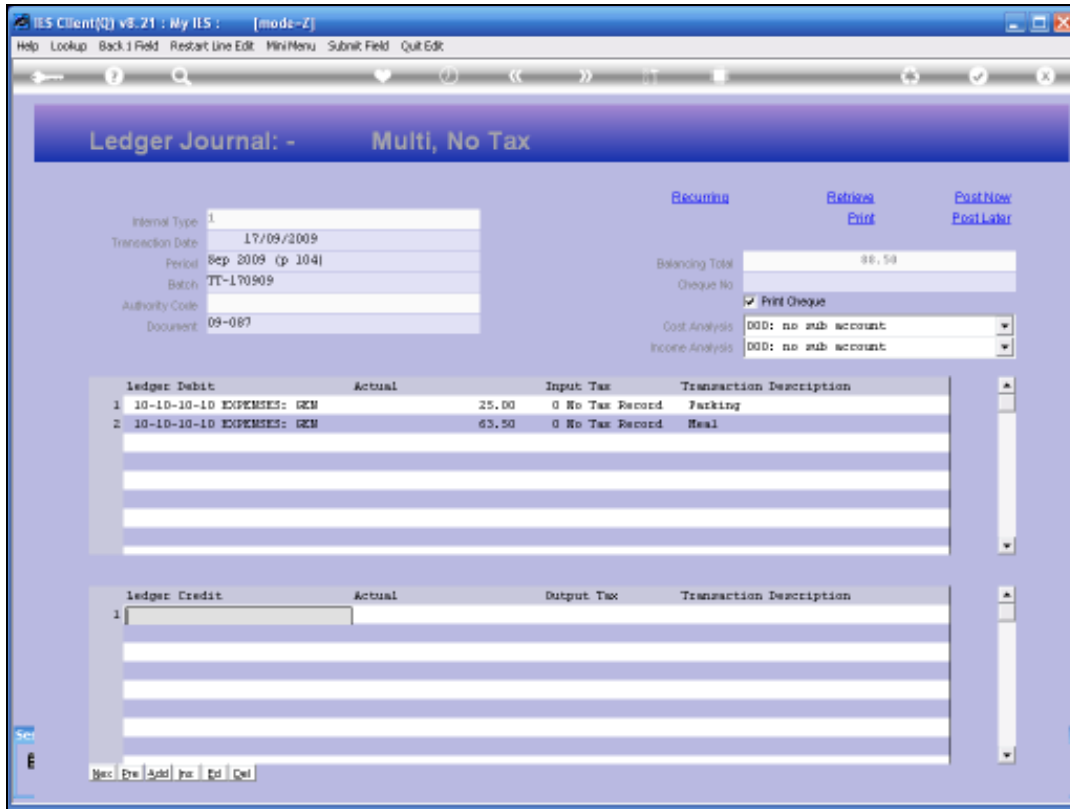 IES Client(Q) v8.21 : My IES : [mode-Z]
Help Lookup Back 1 Field Restart Line Edit MiniMenu Submit Field Quit Edit
Ledger Journal: - Multi, No Tax
Recurring Retrieve Post Now
Print Post Later
Internal Type 1
Transaction Date 17/09/2009
Period Sep 2009 (p 104)
Balancing Total 88.50
Batch TT-170909
Cheque No
Authority Code
Print Cheque
Document 09-087
Cost Analysis 000: no sub account
Income Analysis 000: no sub account
Ledger Debit Actual Input Tax Transaction Description
1 10-10-10-10 EXPENSES: GEN 25.00 0 No Tax Record Parking
2 10-10-10-10 EXPENSES: GEN 63.50 0 No Tax Record Meal
Ledger Credit Actual Output Tax Transaction Description
1
Nex Pre Add Ins Ed Del